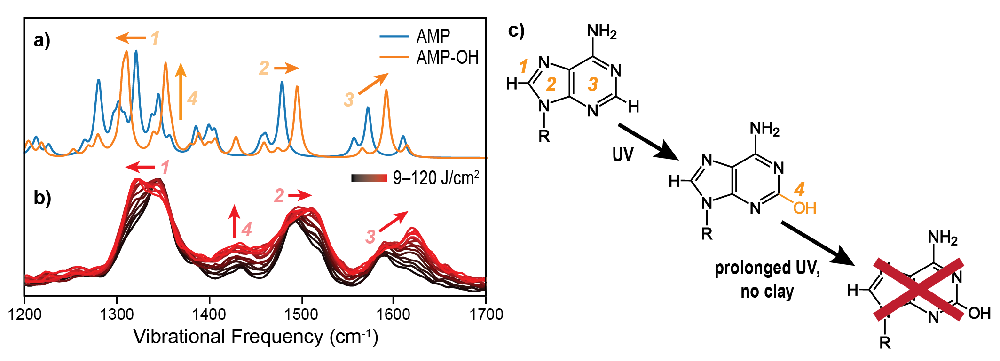 a)
1
4
2
3
AMP
AMP-OH
b)
1
4
2
3
9–120 J/cm²
1200
1300
1400
1500
1600
1700
Vibrational Frequency (cm⁻¹)
c)
NH₂
1
N
N
H
2
3
N
N
H
R
UV
NH₂
N
N
H
4
N
N
OH
R
prolonged UV,
no clay
NH₂
N
H
N
OH
R